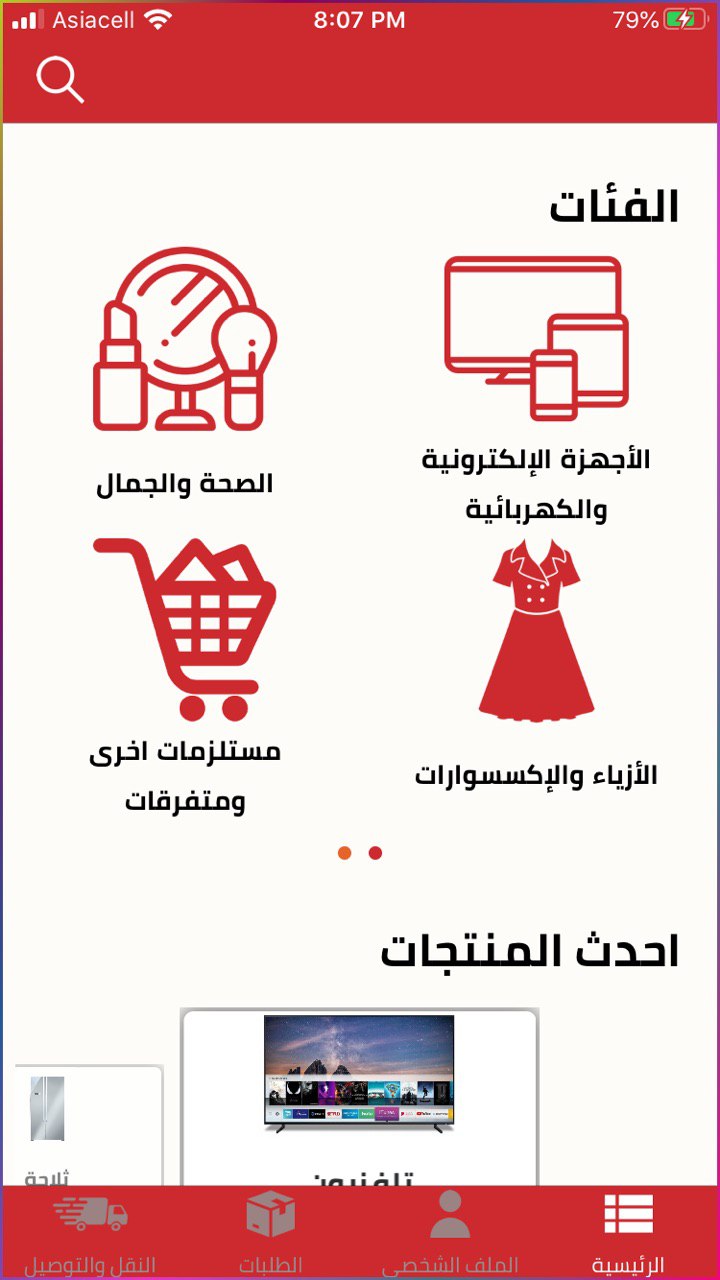 Asiacell 8:07 PM 79%
الفئات
الأجهزة الإلكترونية
والكهربائية
الصحة والجمال
الأزياء والإكسسوارات
مستلزمات اخرى
ومتفرقات
احدث المنتجات
تلفزيون
ثلاجة
الرئيسية
الملف الشخصي
الطلبات
النقل والتوصيل